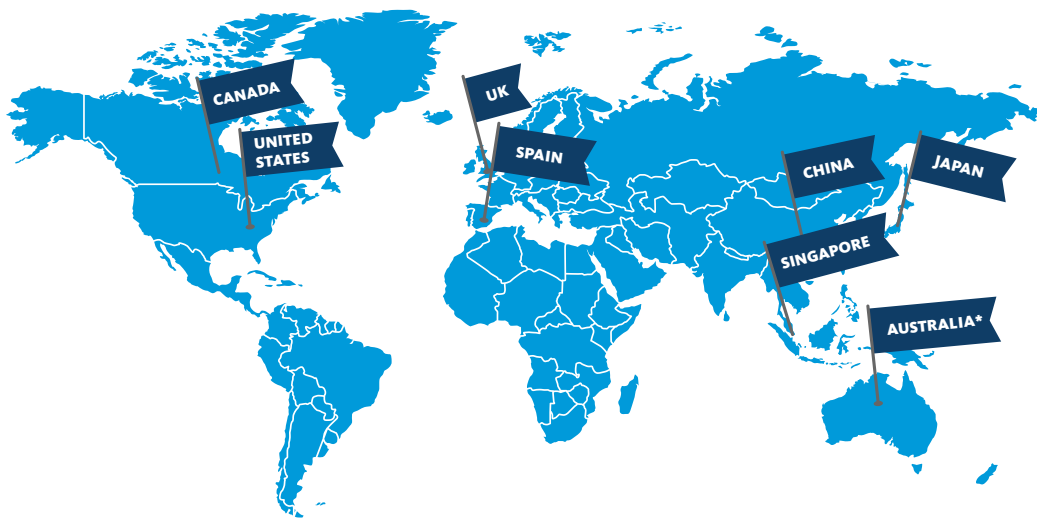 CANADA
UNITED
STATES
UK
SPAIN
CHINA
JAPAN
SINGAPORE
AUSTRALIA*